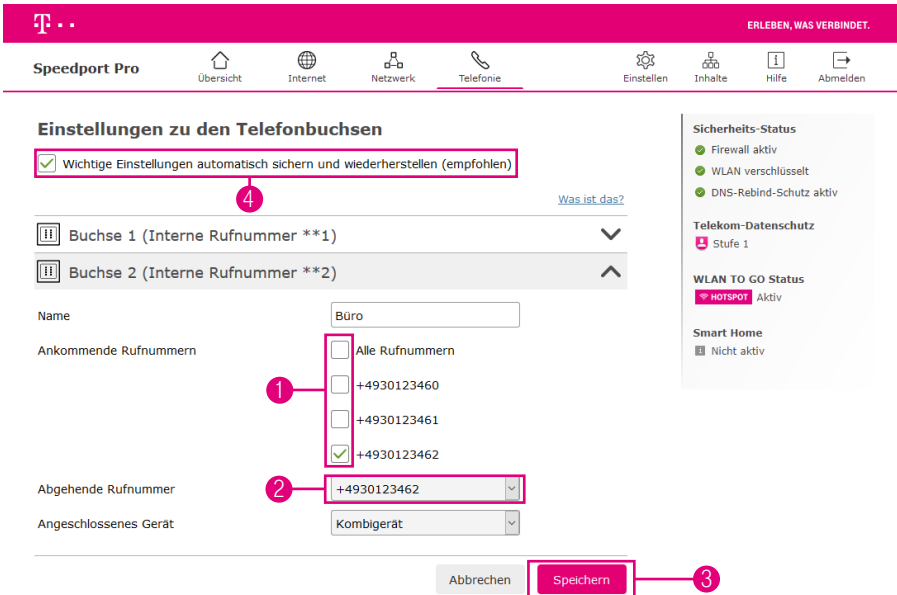 T
ERLEBEN, WAS VERBINDET.
Speedport Pro
Übersicht
Internet
Netzwerk
Telefonie
Einstellen
Inhalte
i
Hilfe
Abmelden
Einstellungen zu den Telefonbuchsen
Wichtige Einstellungen automatisch sichern und wiederherstellen (empfohlen)
4
Was ist das?
Buchse 1 (Interne Rufnummer **1)
Buchse 2 (Interne Rufnummer **2)
Name
Büro
Ankommende Rufnummern
Alle Rufnummern
1
+4930123460
+4930123461
+4930123462
Abgehende Rufnummer
2
+4930123462
Angeschlossenes Gerät
Kombigerät
Abbrechen
Speichern
3
Sicherheits-Status
Firewall aktiv
WLAN verschlüsselt
DNS-Rebind-Schutz aktiv
Telekom-Datenschutz
Stufe 1
WLAN TO GO Status
HOTSPOT Aktiv
Smart Home
Nicht aktiv